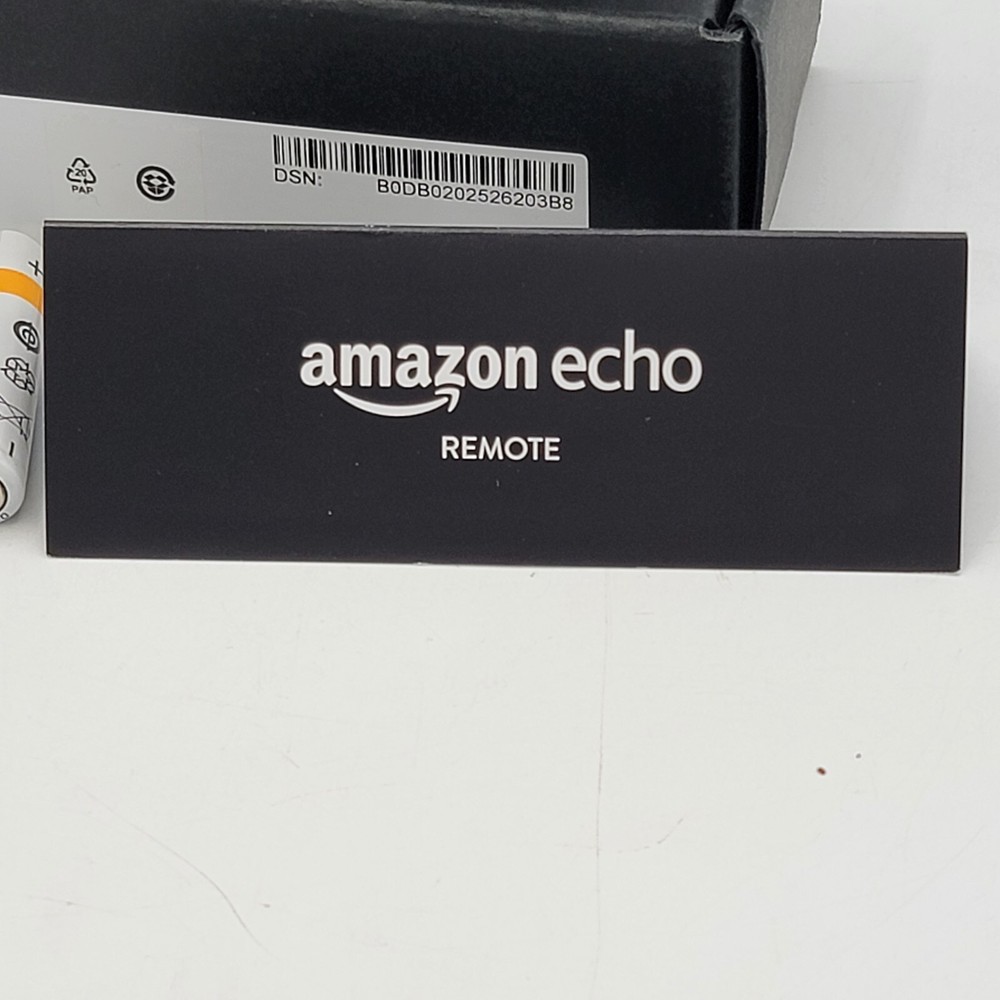 20
PAP
DSN:
B0DB0202526203B8
+
-
amazon echo
REMOTE